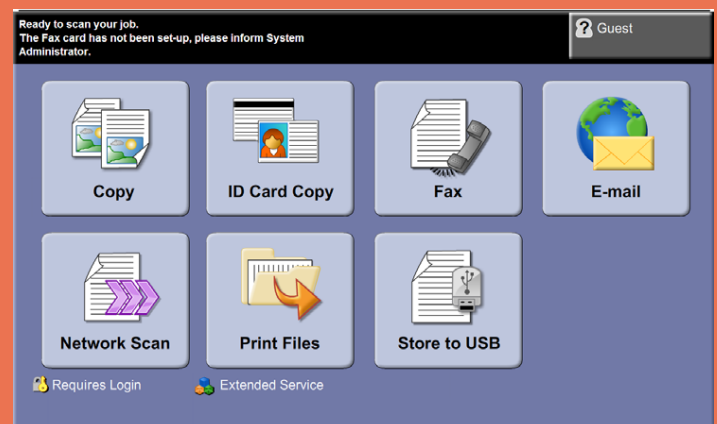 Ready to scan your job.
The Fax card has not been set-up, please inform System
Administrator.
Guest
Copy
ID Card Copy
Fax
E-mail
Network Scan
Print Files
Store to USB
Requires Login
Extended Service